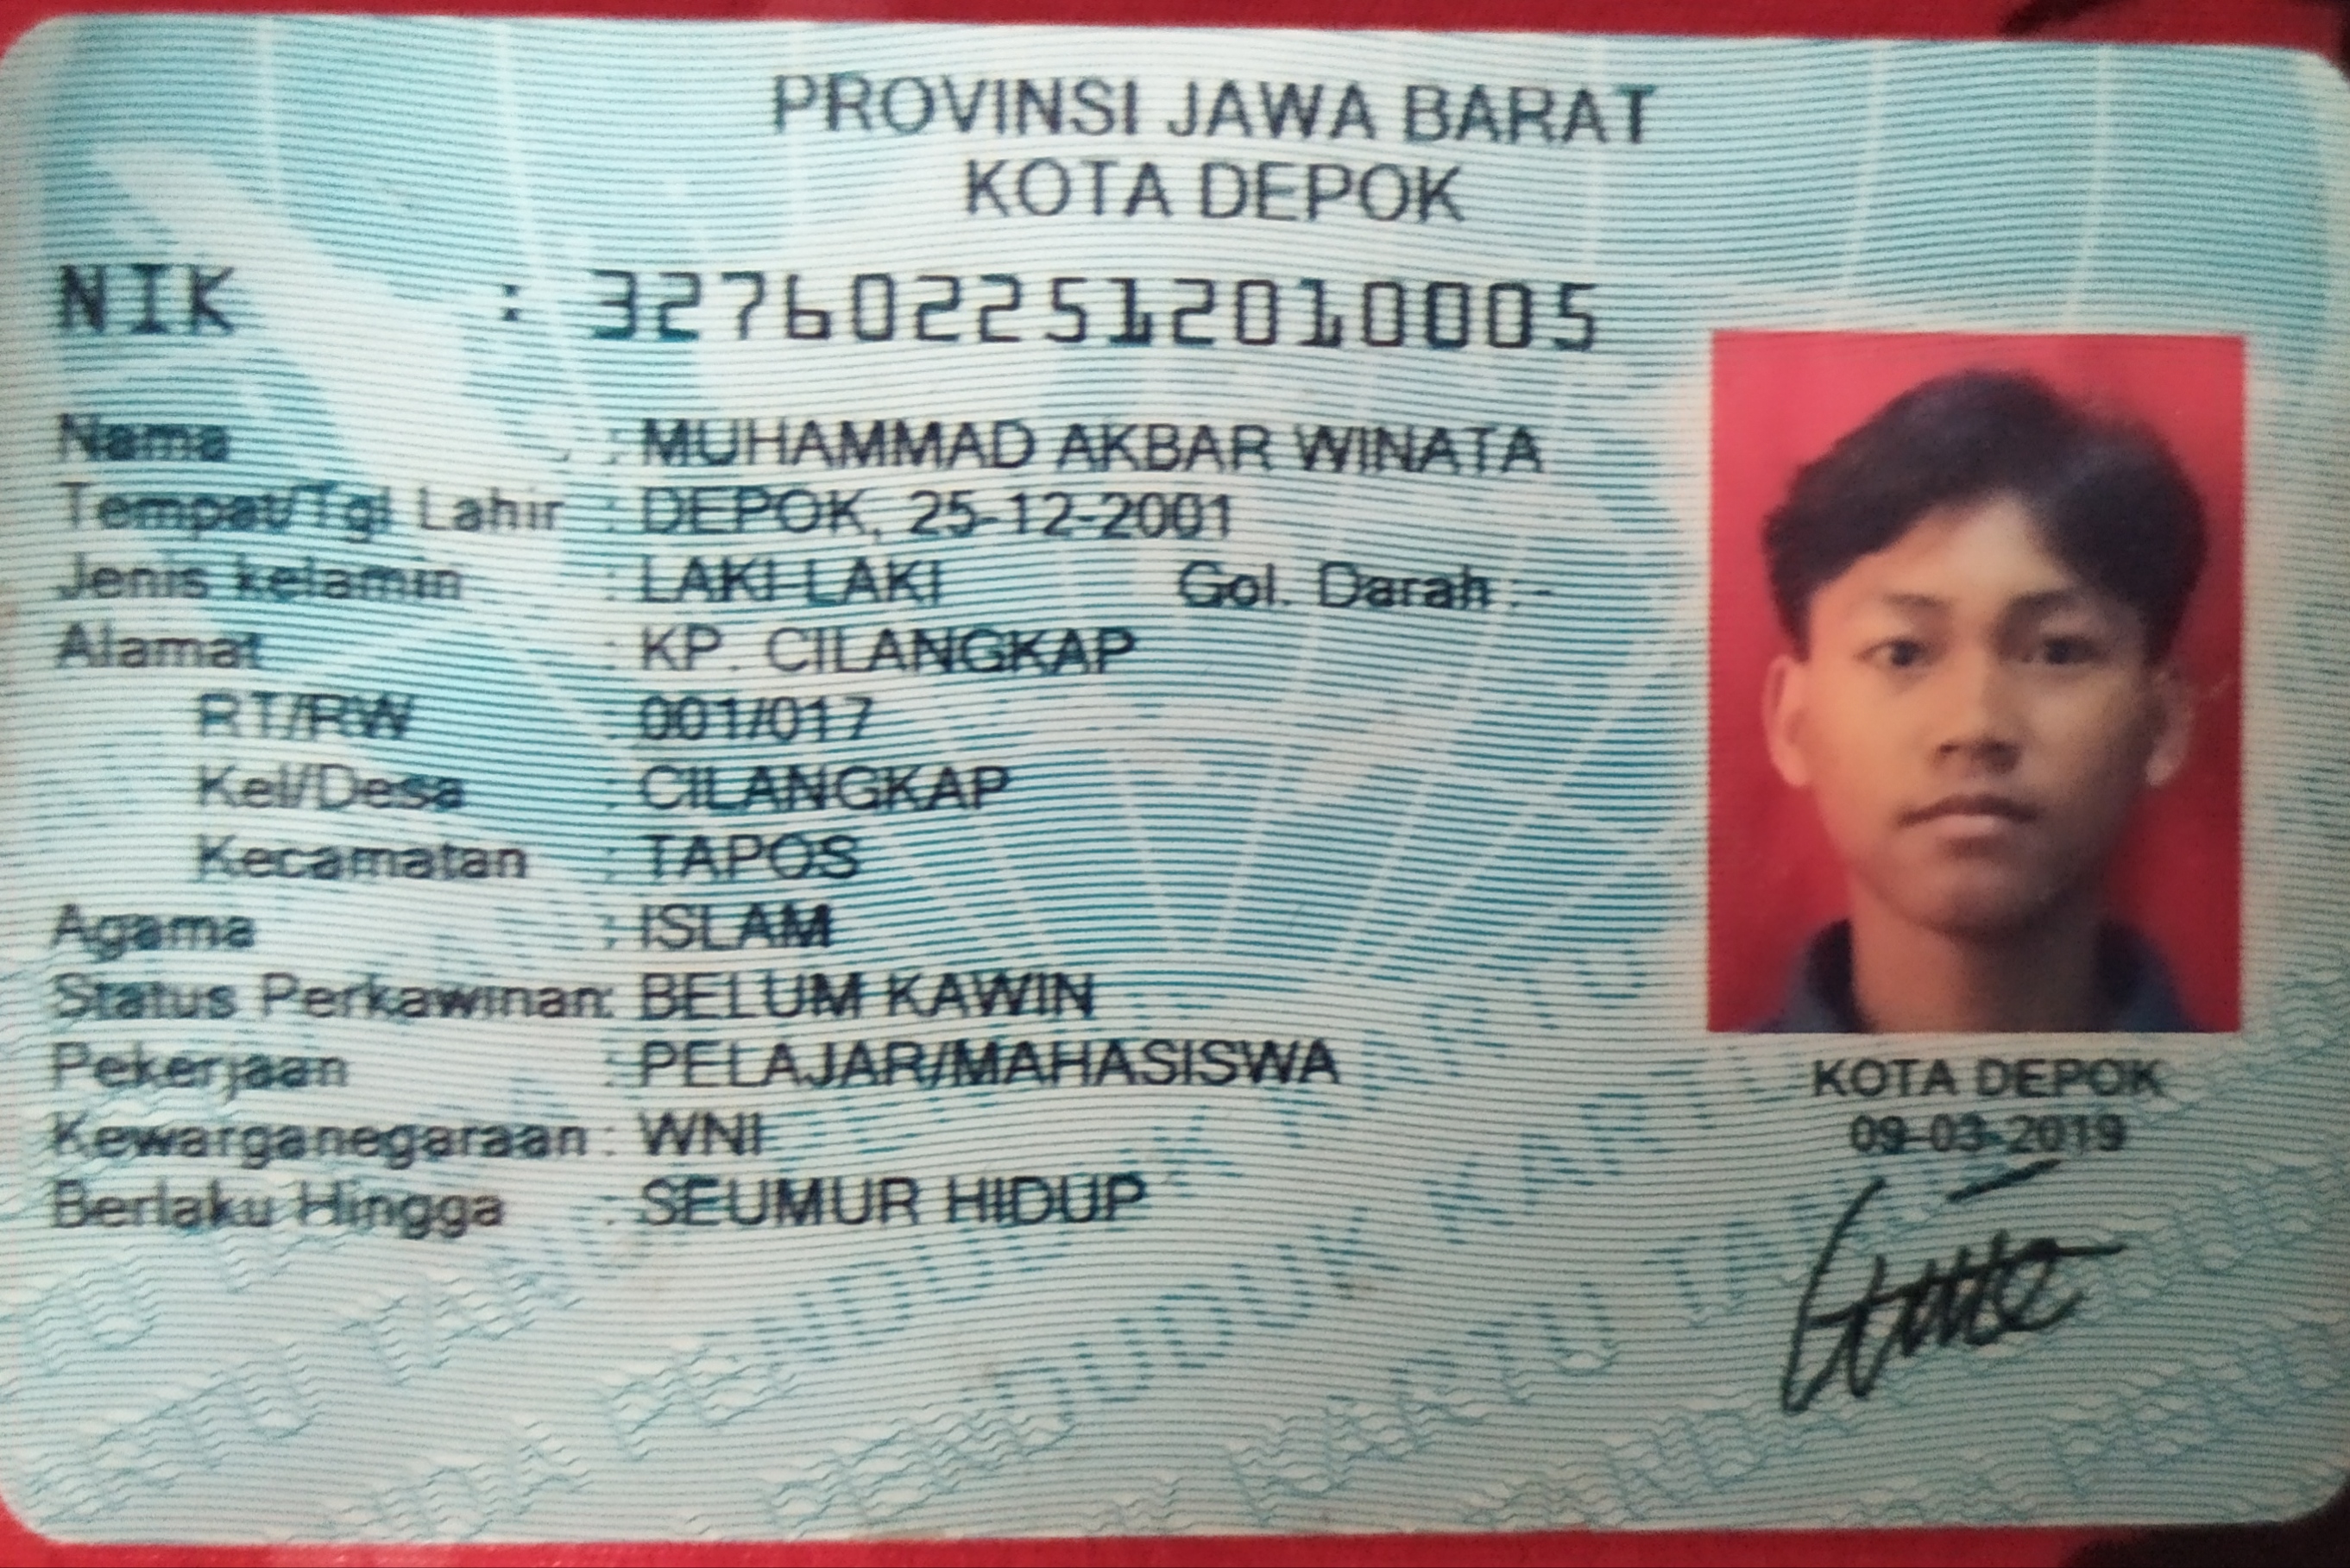 PROVINSI JAWA BARAT
KOTA DEPOK
NIK : 3276022512010005
Nama : MUHAMMAD AKBAR WINATA
Tempat/Tgl Lahir : DEPOK, 25-12-2001
Jenis kelamin : LAKI-LAKI Gol. Darah : -
Alamat : KP. CILANGKAP
RT/RW : 001/017
Kel/Desa : CILANGKAP
Kecamatan : TAPOS
Agama : ISLAM
Status Perkawinan: BELUM KAWIN
Pekerjaan : PELAJAR/MAHASISWA
Kewarganegaraan : WNI
Berlaku Hingga : SEUMUR HIDUP
KOTA DEPOK
09-03-2019